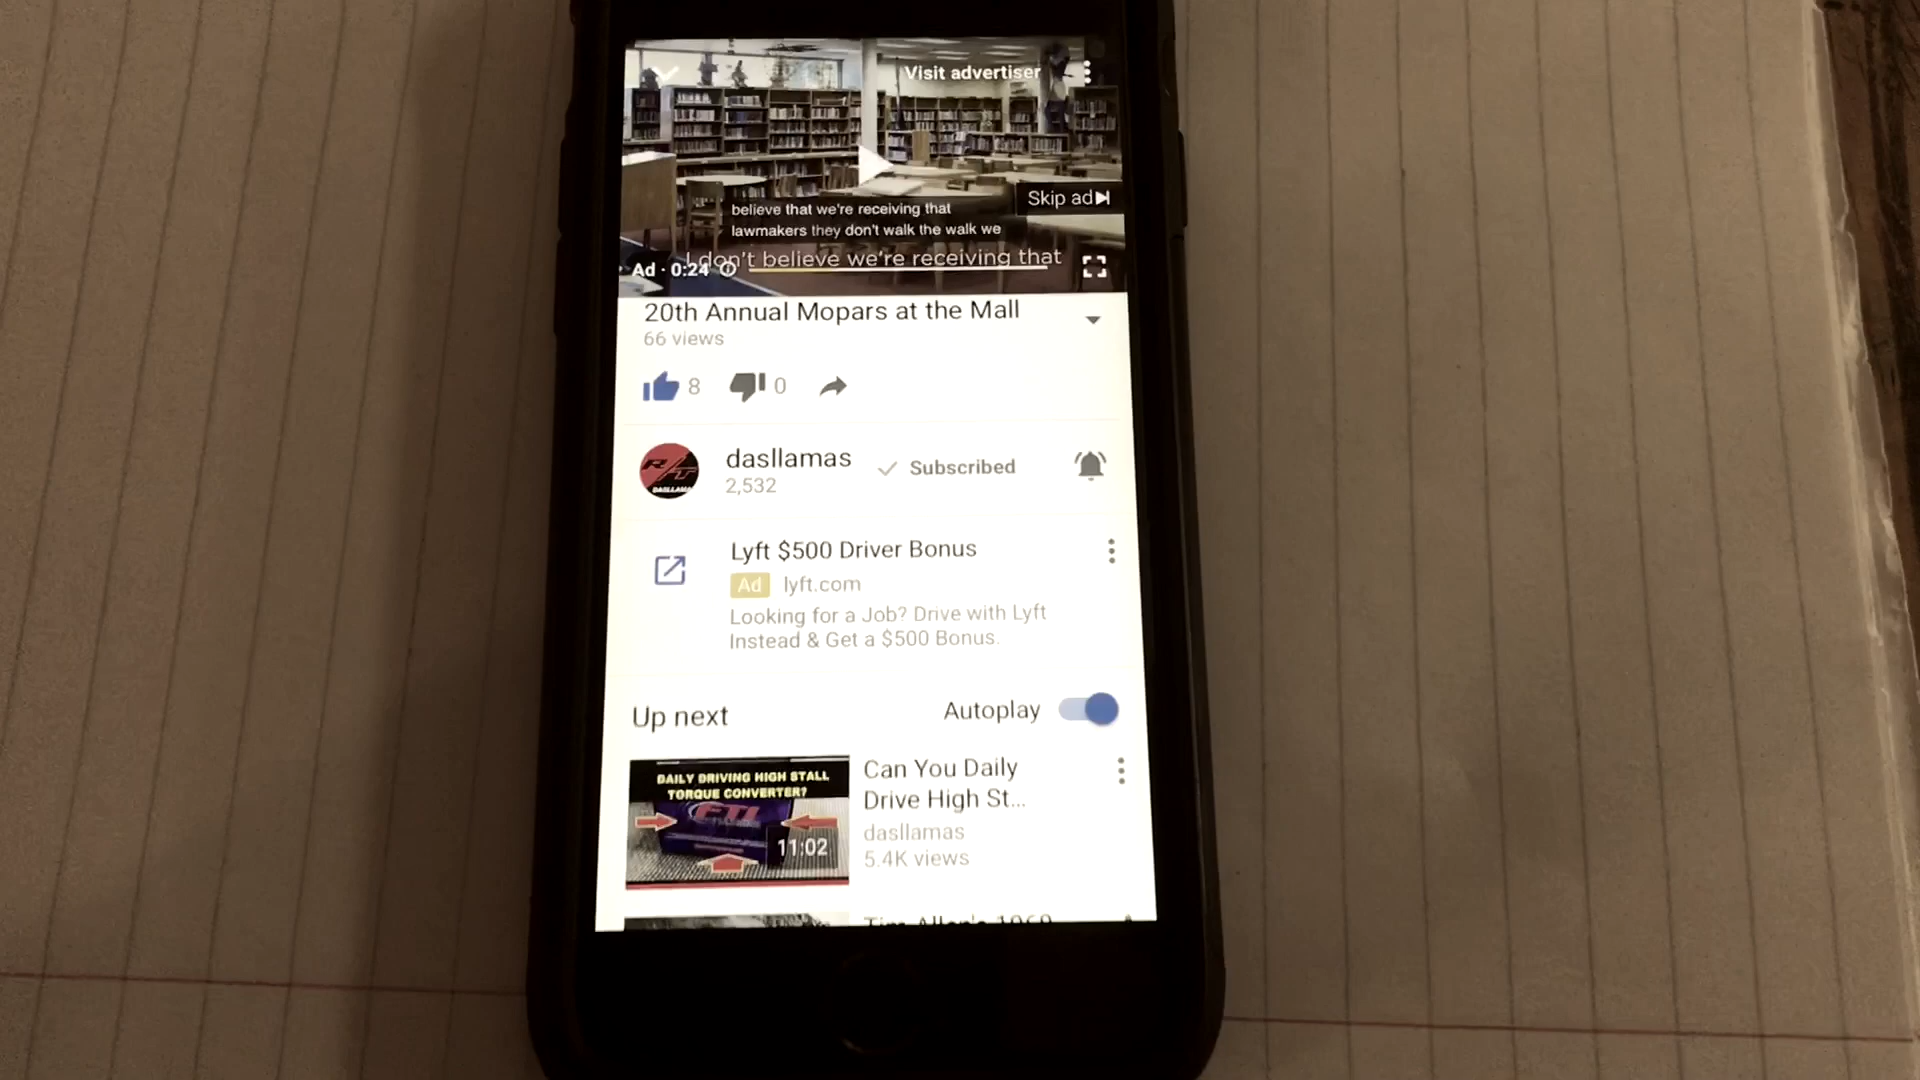 Visit advertiser
Skip ad
believe that we're receiving that
lawmakers they don't walk the walk we
I don't believe we're receiving that
Ad · 0:24
20th Annual Mopars at the Mall
66 views
8
0
R/T
dasllamas
2,532
Subscribed
Lyft $500 Driver Bonus
Ad lyft.com
Looking for a Job? Drive with Lyft
Instead & Get a $500 Bonus.
Up next
Autoplay
DAILY DRIVING HIGH STALL
TORQUE CONVERTER?
FTI
11:02
Can You Daily
Drive High St...
dasllamas
5.4K views
Tim Allen's 1969